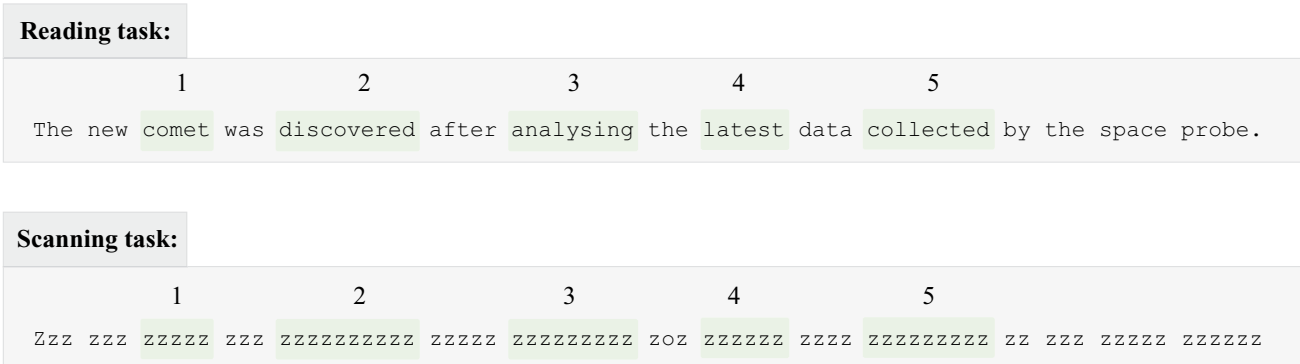 Reading task:
1 2 3 4 5
The new comet was discovered after analysing the latest data collected by the space probe.
Scanning task:
1 2 3 4 5
Zzz zzz zzzzz zzz zzzzzzzzzz zzzzz zzzzzzzzz zoz zzzzzz zzzz zzzzzzzzz zz zzz zzzzz zzzzzz